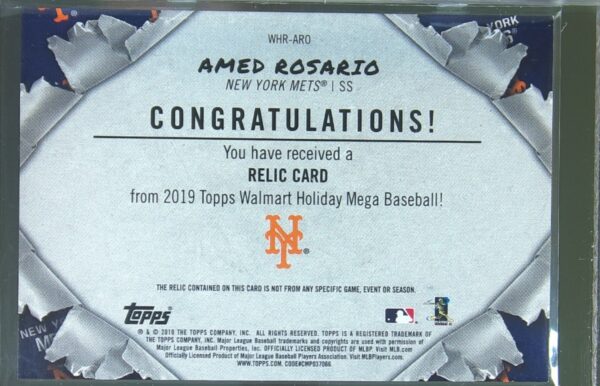 YORK
WHR-ARO
AMED ROSARIO
NEW YORK METS® | SS
CONGRATULATIONS!
You have received a
RELIC CARD
from 2019 Topps Walmart Holiday Mega Baseball!
NY®
THE RELIC CONTAINED ON THIS CARD IS NOT FROM ANY SPECIFIC GAME, EVENT OR SEASON.
NEW Y
M
topps
® & © 2019 THE TOPPS COMPANY, INC. ALL RIGHTS RESERVED. TOPPS IS A REGISTERED TRADEMARK OF
THE TOPPS COMPANY, INC. Major League Baseball trademarks and copyrights are used with permission of
Major League Baseball Properties, Inc. OFFICIALLY LICENSED PRODUCT OF MLBP Visit MLB.com
Officially Licensed Product of Major League Baseball Players Association. Visit MLBPlayers.com.
WWW.TOPPS.COM. CODE#CMP037066